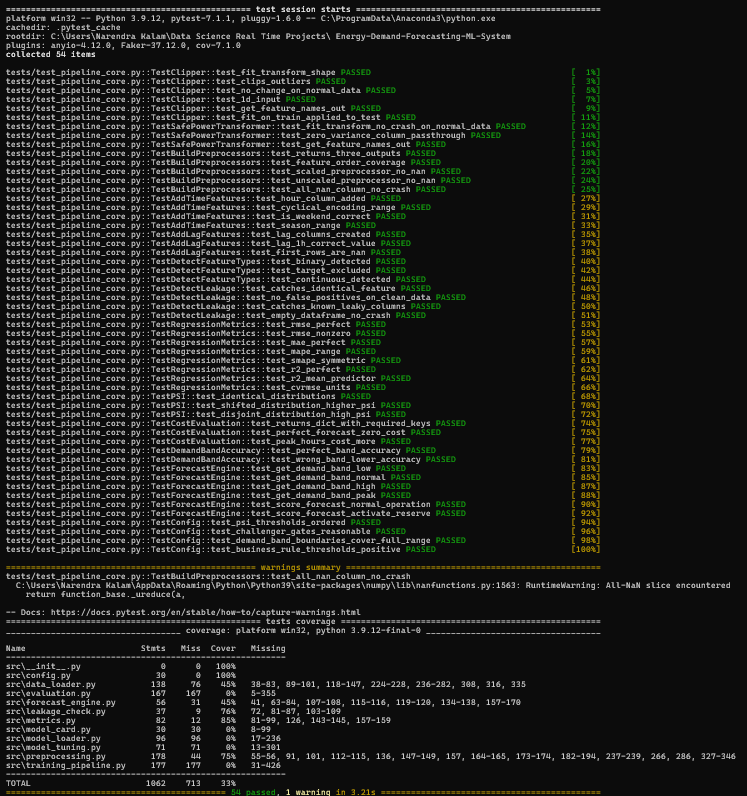 ================================================= test session starts =================================================
platform win32 -- Python 3.9.12, pytest-7.1.1, pluggy-1.6.0 -- C:\ProgramData\Anaconda3\python.exe
cachedir: .pytest_cache
rootdir: C:\Users\Narendra Kalam\Data Science Real Time Projects\ Energy-Demand-Forecasting-ML-System
plugins: anyio-4.12.0, Faker-37.12.0, cov-7.1.0
collected 54 items
tests/test_pipeline_core.py::TestClipper::test_fit_transform_shape PASSED [  1%]
tests/test_pipeline_core.py::TestClipper::test_clips_outliers PASSED [  3%]
tests/test_pipeline_core.py::TestClipper::test_no_change_on_normal_data PASSED [  5%]
tests/test_pipeline_core.py::TestClipper::test_1d_input PASSED [  7%]
tests/test_pipeline_core.py::TestClipper::test_get_feature_names_out PASSED [  9%]
tests/test_pipeline_core.py::TestClipper::test_fit_on_train_applied_to_test PASSED [ 11%]
tests/test_pipeline_core.py::TestSafePowerTransformer::test_fit_transform_no_crash_on_normal_data PASSED [ 12%]
tests/test_pipeline_core.py::TestSafePowerTransformer::test_zero_variance_column_passthrough PASSED [ 14%]
tests/test_pipeline_core.py::TestSafePowerTransformer::test_get_feature_names_out PASSED [ 16%]
tests/test_pipeline_core.py::TestBuildPreprocessors::test_returns_three_outputs PASSED [ 18%]
tests/test_pipeline_core.py::TestBuildPreprocessors::test_feature_order_coverage PASSED [ 20%]
tests/test_pipeline_core.py::TestBuildPreprocessors::test_scaled_preprocessor_no_nan PASSED [ 22%]
tests/test_pipeline_core.py::TestBuildPreprocessors::test_unscaled_preprocessor_no_nan PASSED [ 24%]
tests/test_pipeline_core.py::TestBuildPreprocessors::test_all_nan_column_no_crash PASSED [ 25%]
tests/test_pipeline_core.py::TestAddTimeFeatures::test_hour_column_added PASSED [ 27%]
tests/test_pipeline_core.py::TestAddTimeFeatures::test_cyclical_encoding_range PASSED [ 29%]
tests/test_pipeline_core.py::TestAddTimeFeatures::test_is_weekend_correct PASSED [ 31%]
tests/test_pipeline_core.py::TestAddTimeFeatures::test_season_range PASSED [ 33%]
tests/test_pipeline_core.py::TestAddLagFeatures::test_lag_columns_created PASSED [ 35%]
tests/test_pipeline_core.py::TestAddLagFeatures::test_lag_1h_correct_value PASSED [ 37%]
tests/test_pipeline_core.py::TestAddLagFeatures::test_first_rows_are_nan PASSED [ 38%]
tests/test_pipeline_core.py::TestDetectFeatureTypes::test_binary_detected PASSED [ 40%]
tests/test_pipeline_core.py::TestDetectFeatureTypes::test_target_excluded PASSED [ 42%]
tests/test_pipeline_core.py::TestDetectFeatureTypes::test_continuous_detected PASSED [ 44%]
tests/test_pipeline_core.py::TestDetectLeakage::test_catches_identical_feature PASSED [ 46%]
tests/test_pipeline_core.py::TestDetectLeakage::test_no_false_positives_on_clean_data PASSED [ 48%]
tests/test_pipeline_core.py::TestDetectLeakage::test_catches_known_leaky_columns PASSED [ 50%]
tests/test_pipeline_core.py::TestDetectLeakage::test_empty_dataframe_no_crash PASSED [ 51%]
tests/test_pipeline_core.py::TestRegressionMetrics::test_rmse_perfect PASSED [ 53%]
tests/test_pipeline_core.py::TestRegressionMetrics::test_rmse_nonzero PASSED [ 55%]
tests/test_pipeline_core.py::TestRegressionMetrics::test_mae_perfect PASSED [ 57%]
tests/test_pipeline_core.py::TestRegressionMetrics::test_mape_range PASSED [ 59%]
tests/test_pipeline_core.py::TestRegressionMetrics::test_smape_symmetric PASSED [ 61%]
tests/test_pipeline_core.py::TestRegressionMetrics::test_r2_perfect PASSED [ 62%]
tests/test_pipeline_core.py::TestRegressionMetrics::test_r2_mean_predictor PASSED [ 64%]
tests/test_pipeline_core.py::TestRegressionMetrics::test_cvrmse_units PASSED [ 66%]
tests/test_pipeline_core.py::TestPSI::test_identical_distributions PASSED [ 68%]
tests/test_pipeline_core.py::TestPSI::test_shifted_distribution_higher_psi PASSED [ 70%]
tests/test_pipeline_core.py::TestPSI::test_disjoint_distribution_high_psi PASSED [ 72%]
tests/test_pipeline_core.py::TestCostEvaluation::test_returns_dict_with_required_keys PASSED [ 74%]
tests/test_pipeline_core.py::TestCostEvaluation::test_perfect_forecast_zero_cost PASSED [ 75%]
tests/test_pipeline_core.py::TestCostEvaluation::test_peak_hours_cost_more PASSED [ 77%]
tests/test_pipeline_core.py::TestDemandBandAccuracy::test_perfect_band_accuracy PASSED [ 79%]
tests/test_pipeline_core.py::TestDemandBandAccuracy::test_wrong_band_lower_accuracy PASSED [ 81%]
tests/test_pipeline_core.py::TestForecastEngine::test_get_demand_band_low PASSED [ 83%]
tests/test_pipeline_core.py::TestForecastEngine::test_get_demand_band_normal PASSED [ 85%]
tests/test_pipeline_core.py::TestForecastEngine::test_get_demand_band_high PASSED [ 87%]
tests/test_pipeline_core.py::TestForecastEngine::test_get_demand_band_peak PASSED [ 88%]
tests/test_pipeline_core.py::TestForecastEngine::test_score_forecast_normal_operation PASSED [ 90%]
tests/test_pipeline_core.py::TestForecastEngine::test_score_forecast_activate_reserve PASSED [ 92%]
tests/test_pipeline_core.py::TestConfig::test_psi_thresholds_ordered PASSED [ 94%]
tests/test_pipeline_core.py::TestConfig::test_challenger_gates_reasonable PASSED [ 96%]
tests/test_pipeline_core.py::TestConfig::test_demand_band_boundaries_cover_full_range PASSED [ 98%]
tests/test_pipeline_core.py::TestConfig::test_business_rule_thresholds_positive PASSED [100%]
================================================== warnings summary ===================================================
tests/test_pipeline_core.py::TestBuildPreprocessors::test_all_nan_column_no_crash
C:\Users\Narendra Kalam\AppData\Roaming\Python\Python39\site-packages\numpy\lib\nanfunctions.py:1563: RuntimeWarning: All-NaN slice encountered
return function_base._ureduce(a,
-- Docs: https://docs.pytest.org/en/stable/how-to/capture-warnings.html
=================================================== tests coverage ====================================================
___________________________________ coverage: platform win32, python 3.9.12-final-0 ___________________________________
Name Stmts Miss Cover Missing
--------------------------------------------------------
src\__init__.py 0 0 100%
src\config.py 30 0 100%
src\data_loader.py 138 76 45% 38-83, 89-101, 118-147, 224-228, 236-282, 308, 316, 335
src\evaluation.py 167 167 0% 5-355
src\forecast_engine.py 56 31 45% 41, 63-84, 107-108, 115-116, 119-120, 134-138, 157-170
src\leakage_check.py 37 9 76% 72, 81-87, 103-109
src\metrics.py 82 12 85% 81-99, 126, 143-145, 157-159
src\model_card.py 30 30 0% 8-99
src\model_loader.py 96 96 0% 17-236
src\model_tuning.py 71 71 0% 13-301
src\preprocessing.py 178 44 75% 55-56, 91, 101, 112-115, 136, 147-149, 157, 164-165, 173-174, 182-194, 237-239, 266, 286, 327-346
src\training_pipeline.py 177 177 0% 31-426
--------------------------------------------------------
TOTAL 1062 713 33%
============================================ 54 passed, 1 warning in 3.21s ============================================